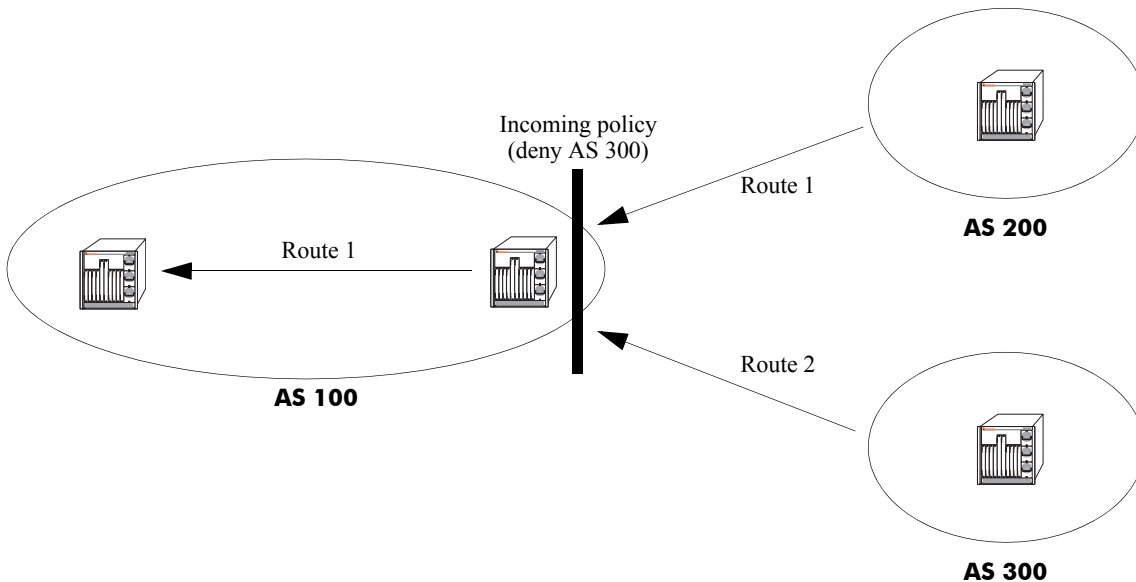 Incoming policy
(deny AS 300)
Route 1
AS 200
Route 1
AS 100
Route 2
AS 300